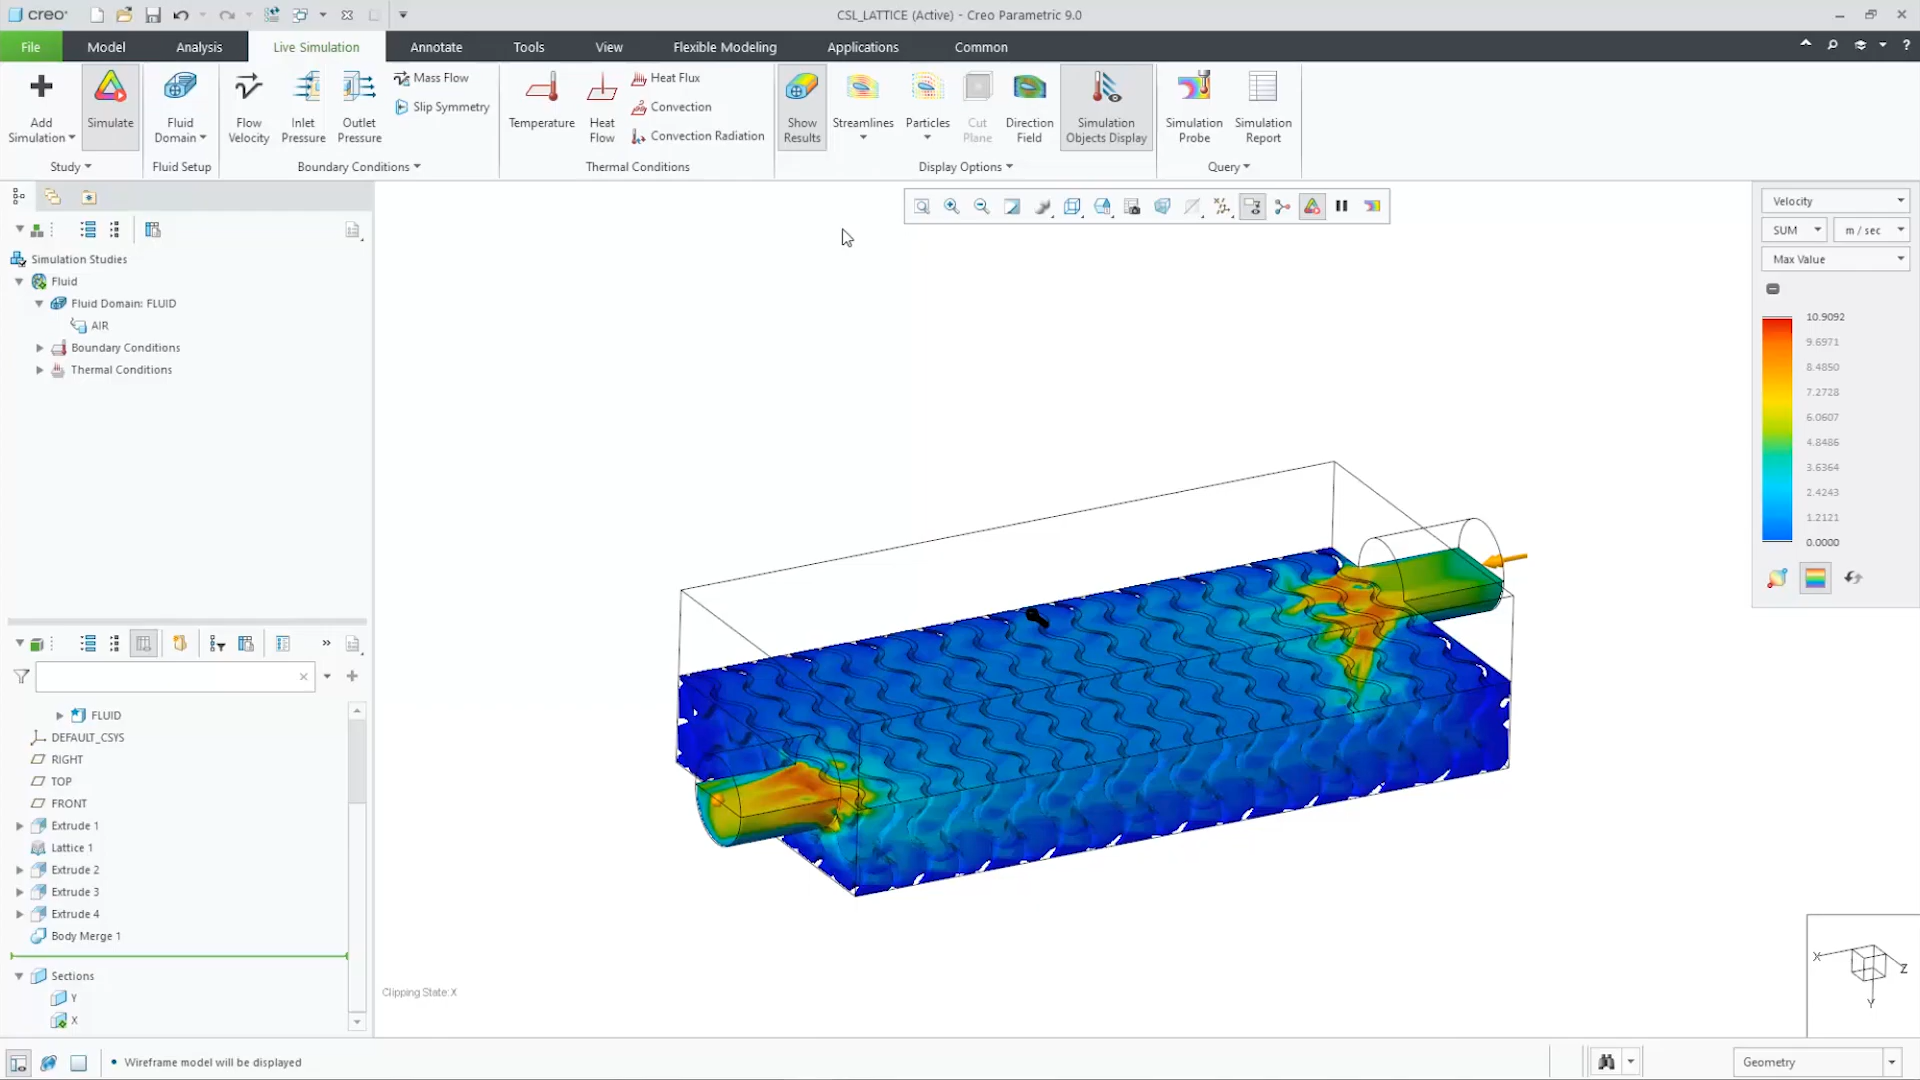 creo
CSL_LATTICE (Active) - Creo Parametric 9.0
File
Model
Analysis
Live Simulation
Annotate
Tools
View
Flexible Modeling
Applications
Common
Add
Simulation
Simulate
Fluid
Domain
Flow
Velocity
Inlet
Pressure
Outlet
Pressure
Mass Flow
Slip Symmetry
Temperature
Heat
Flow
Heat Flux
Convection
Convection Radiation
Show
Results
Streamlines
Particles
Cut
Plane
Direction
Field
Simulation
Objects Display
Simulation
Probe
Simulation
Report
Study
Fluid Setup
Boundary Conditions
Thermal Conditions
Display Options
Query
Simulation Studies
Fluid
Fluid Domain: FLUID
AIR
Boundary Conditions
Thermal Conditions
FLUID
DEFAULT_CSYS
RIGHT
TOP
FRONT
Extrude 1
Lattice 1
Extrude 2
Extrude 3
Extrude 4
Body Merge 1
Sections
Y
X
Velocity
SUM
m / sec
Max Value
10.9092
9.6971
8.4850
7.2728
6.0607
4.8486
3.6364
2.4243
1.2121
0.0000
X
Z
Y
Clipping State:X
Wireframe model will be displayed
Geometry